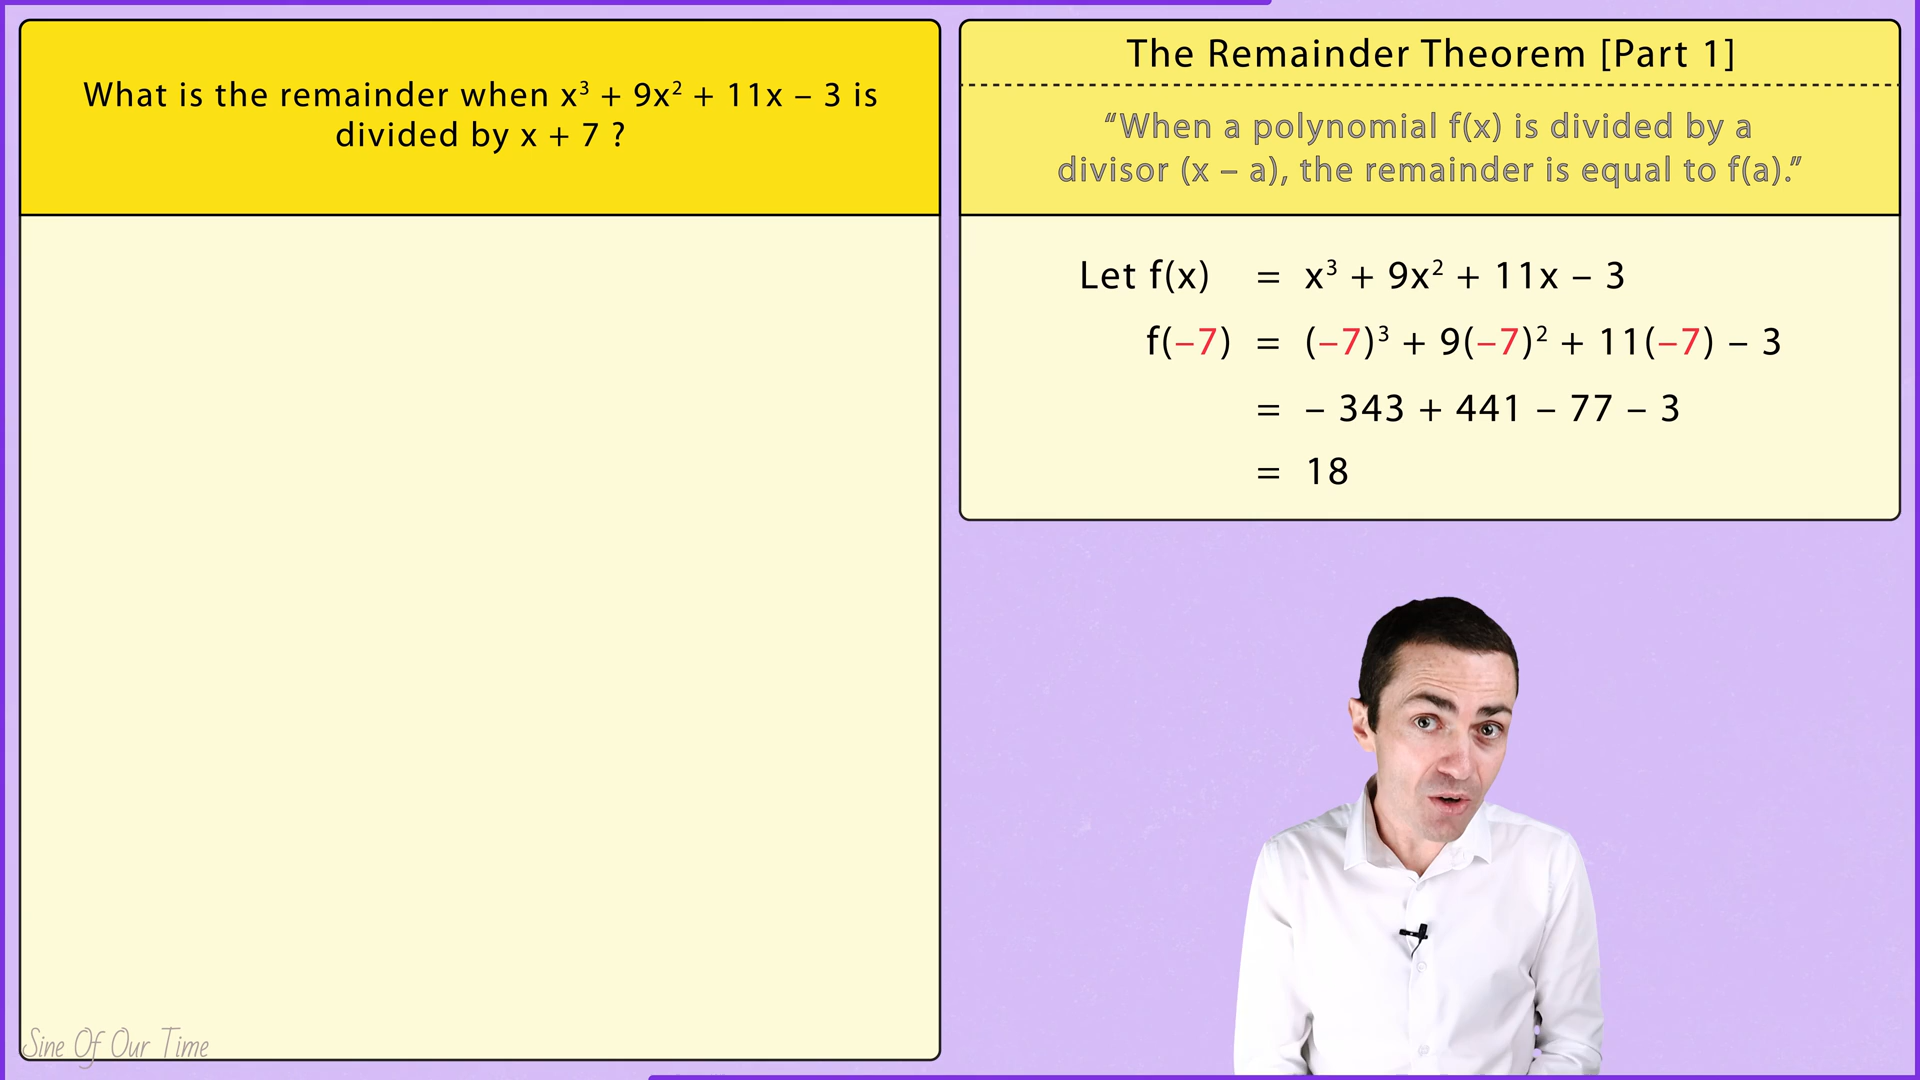 What is the remainder when x³ + 9x² + 11x – 3 is
divided by x + 7 ?
The Remainder Theorem [Part 1]
“When a polynomial f(x) is divided by a
divisor (x – a), the remainder is equal to f(a).”
Let f(x) = x³ + 9x² + 11x – 3
f(–7) = (–7)³ + 9(–7)² + 11(–7) – 3
= – 343 + 441 – 77 – 3
= 18
Sine Of Our Time